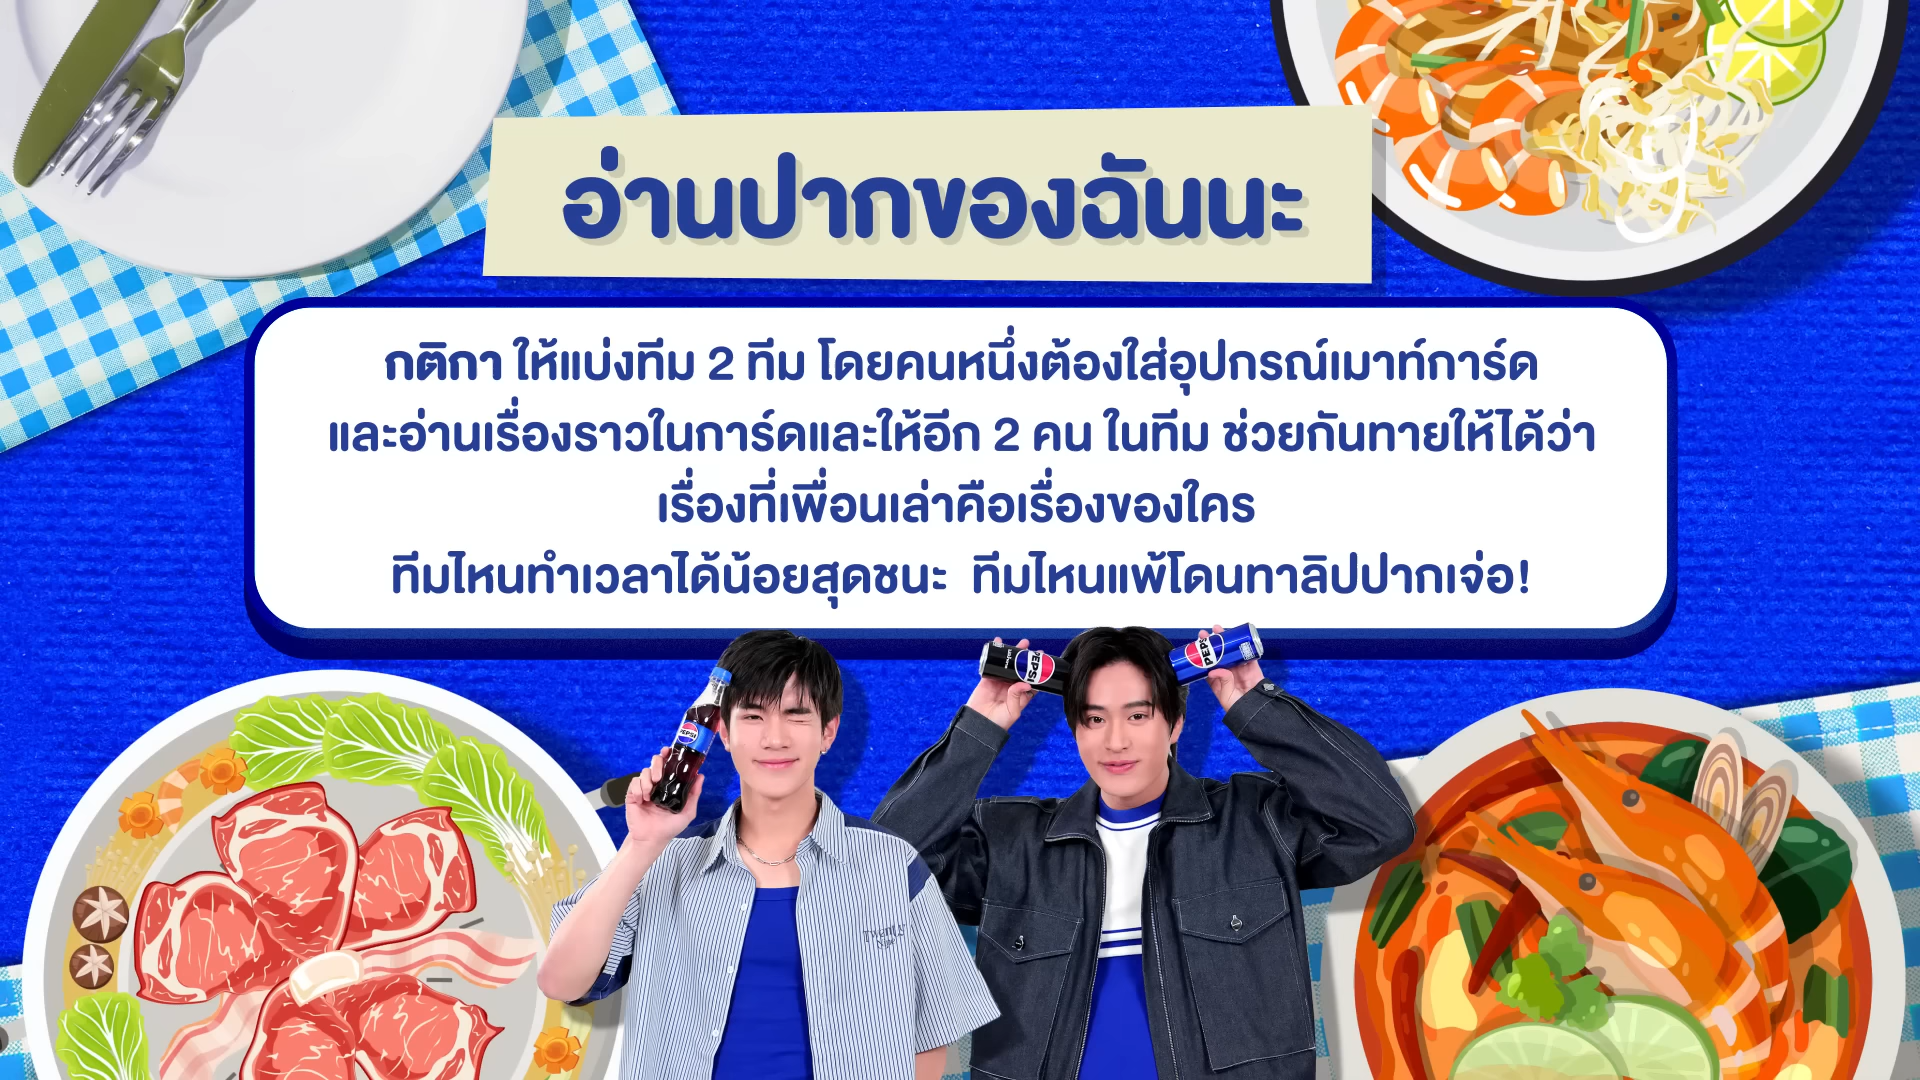 อ่านปากของฉันนะ
กติกา ให้แบ่งทีม 2 ทีม โดยคนหนึ่งต้องใส่อุปกรณ์เมาท์การ์ด
และอ่านเรื่องราวในการ์ดและให้อีก 2 คน ในทีม ช่วยกันทายให้ได้ว่า
เรื่องที่เพื่อนเล่าคือเรื่องของใคร
ทีมไหนทำเวลาได้น้อยสุดชนะ ทีมไหนแพ้โดนทาลิปปากเจ่อ!
PEPSI
PEPSI
PEPSI